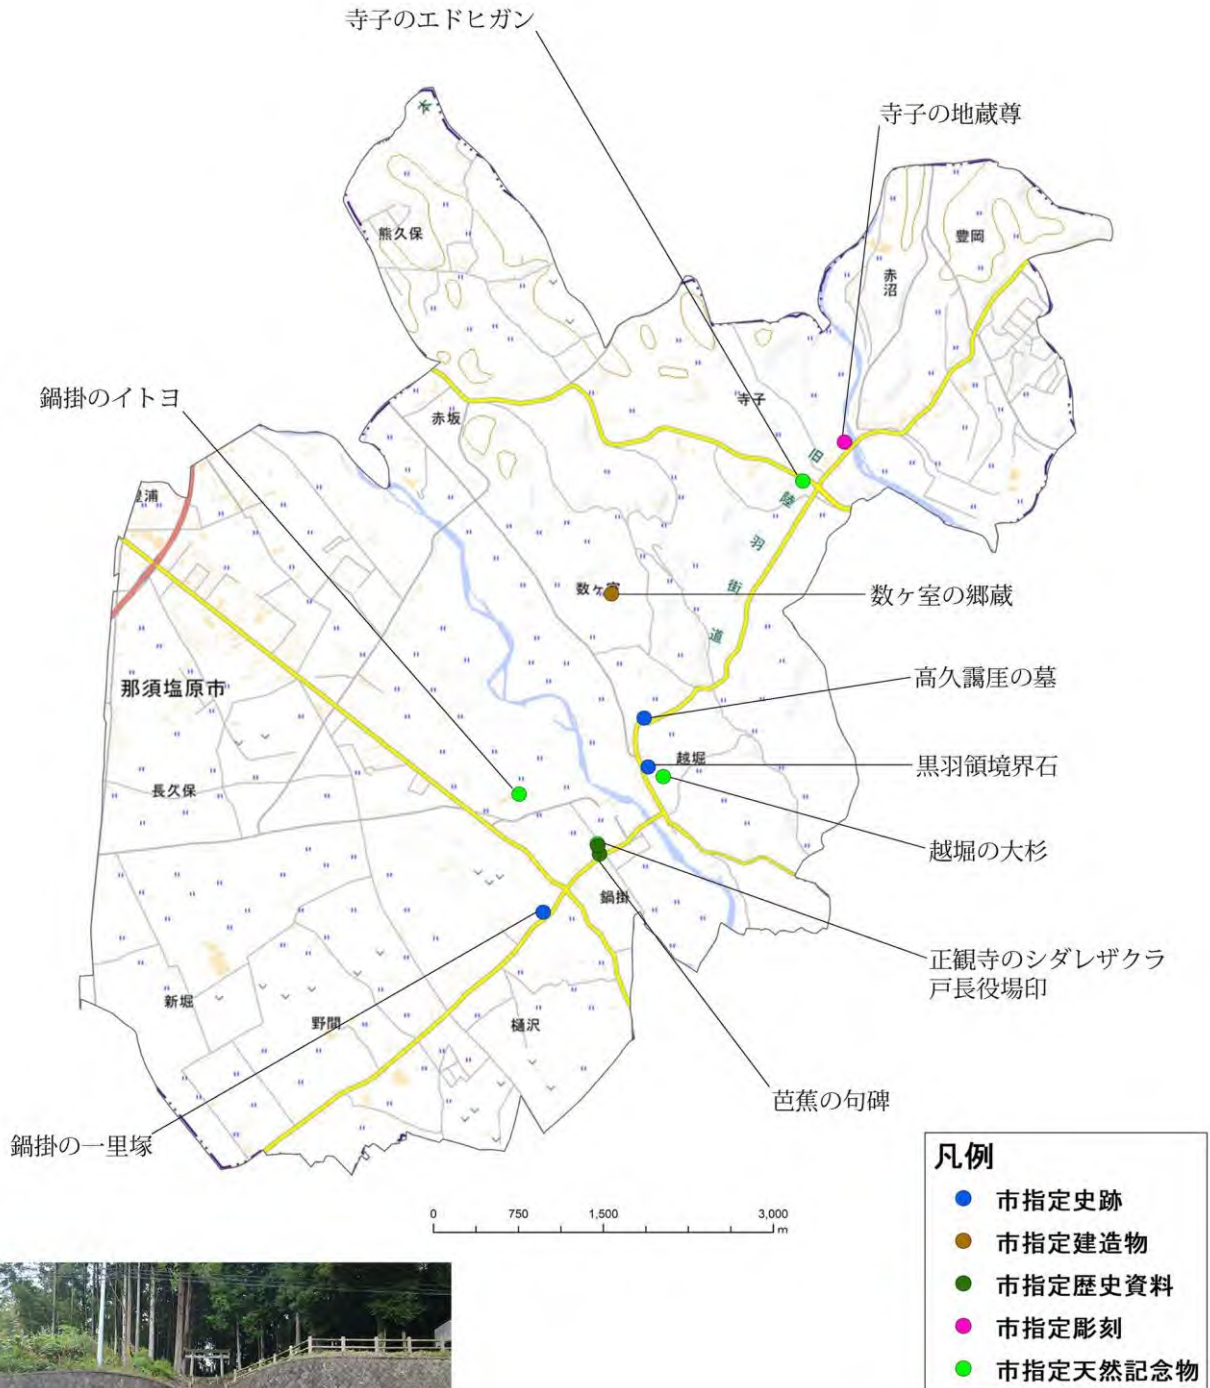 寺子のエドヒガン
寺子の地蔵尊
熊久保
豊岡
赤沼
鍋掛のイトヨ
赤坂
寺子
旧
陸
羽
街
道
浦
数ヶ室
数ヶ室の郷蔵
那須塩原市
高久靄厓の墓
長久保
越堀
黒羽領境界石
越堀の大杉
鍋掛
正観寺のシダレザクラ
戸長役場印
新堀
野間
樋沢
芭蕉の句碑
鍋掛の一里塚
0 750 1,500 3,000
m
凡例
市指定史跡
市指定建造物
市指定歴史資料
市指定彫刻
市指定天然記念物